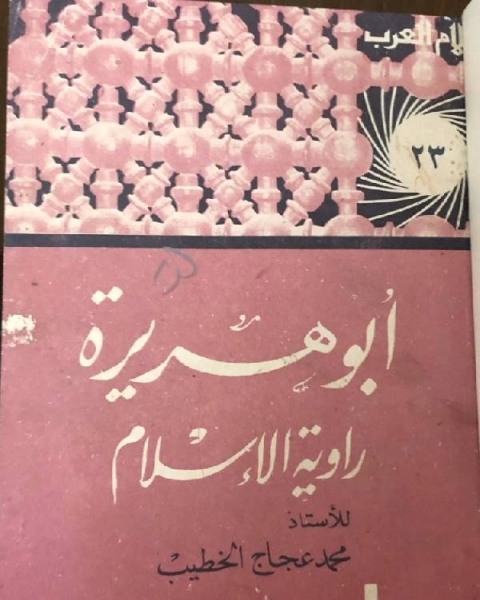 لام العرب
٢٣
أبو هريرة
راوية الإسلام
للأستاذ
محمد عجاج الخطيب